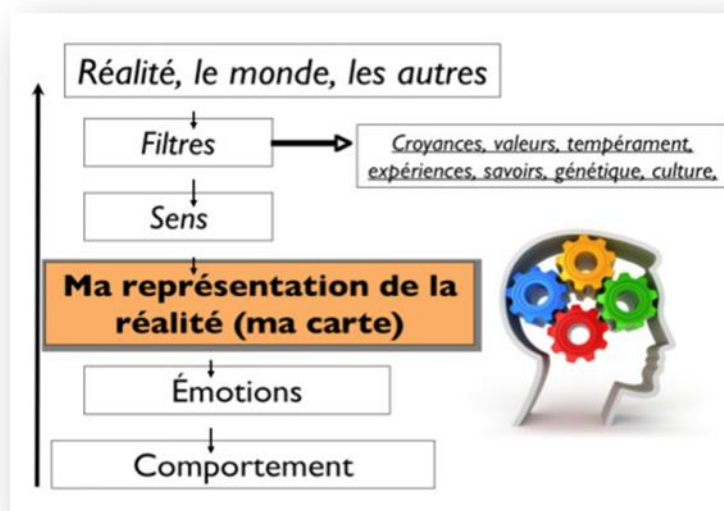 Réalité, le monde, les autres
Filtres
Croyances, valeurs, tempérament,
expériences, savoirs, génétique, culture,
Sens
Ma représentation de la
réalité (ma carte)
Émotions
Comportement